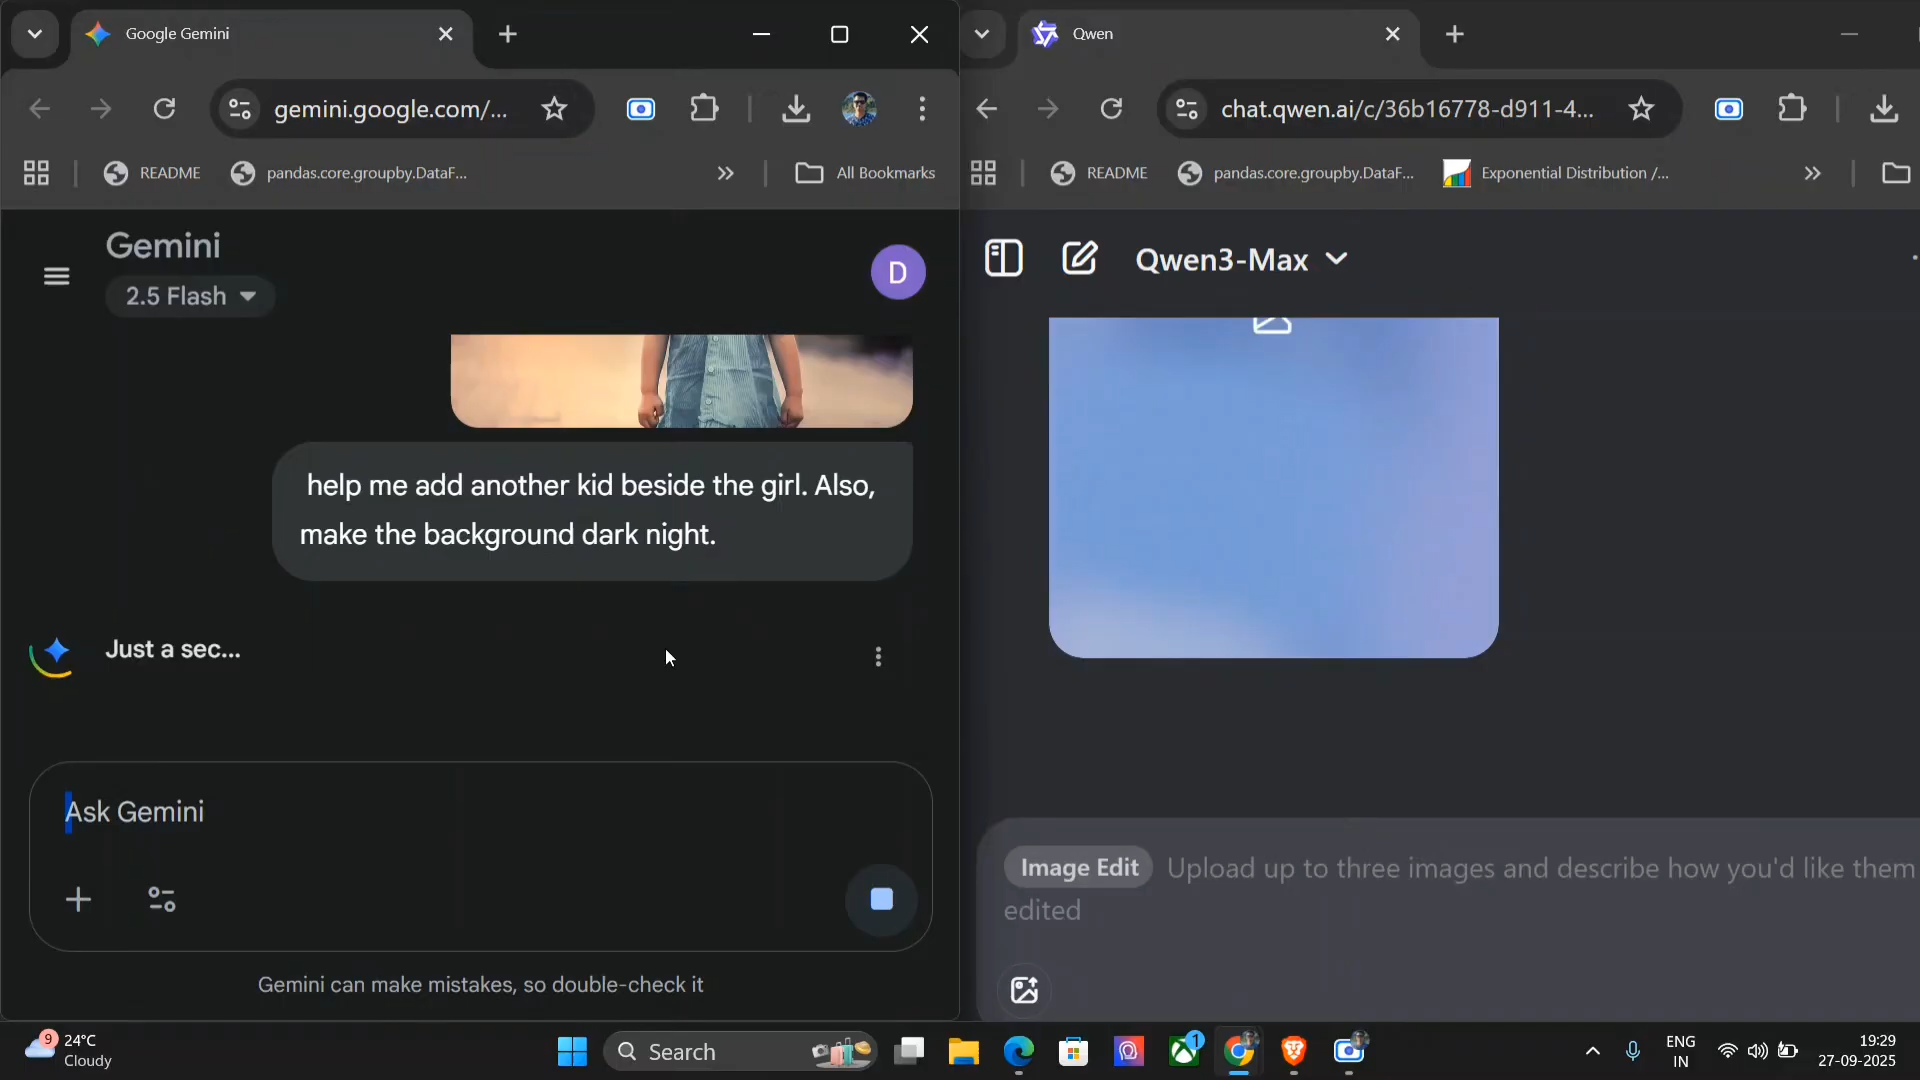 Google Gemini
gemini.google.com/...
README
pandas.core.groupby.DataF...
All Bookmarks
Gemini
2.5 Flash
D
help me add another kid beside the girl. Also,
make the background dark night.
Just a sec...
Ask Gemini
Gemini can make mistakes, so double-check it
Qwen
chat.qwen.ai/c/36b16778-d911-4...
README
pandas.core.groupby.DataF...
Exponential Distribution /...
Qwen3-Max
Image Edit Upload up to three images and describe how you'd like them
edited
9
24°C
Cloudy
Search
1
ENG
IN
19:29
27-09-2025